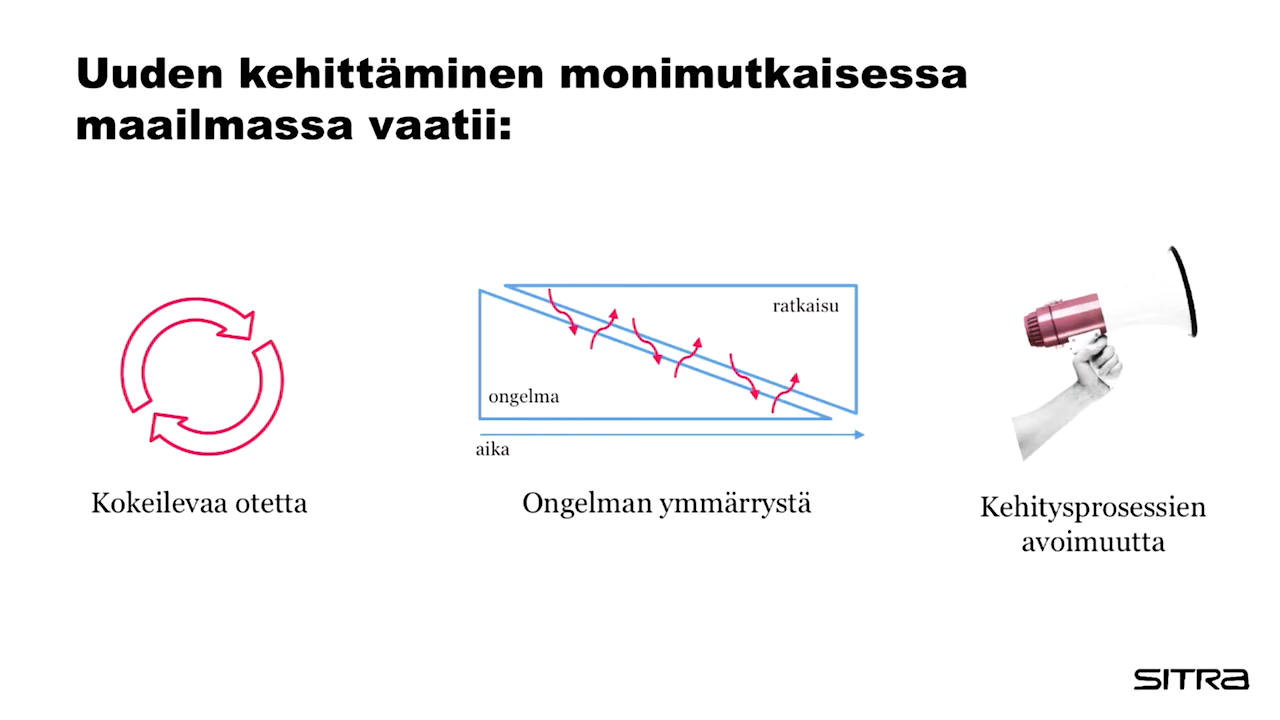 Uuden kehittäminen monimutkaisessa
maailmassa vaatii:
ratkaisu
ongelma
aika
Kokeilevaa otetta
Ongelman ymmärrystä
Kehitysprosessien
avoimuutta
SITRA